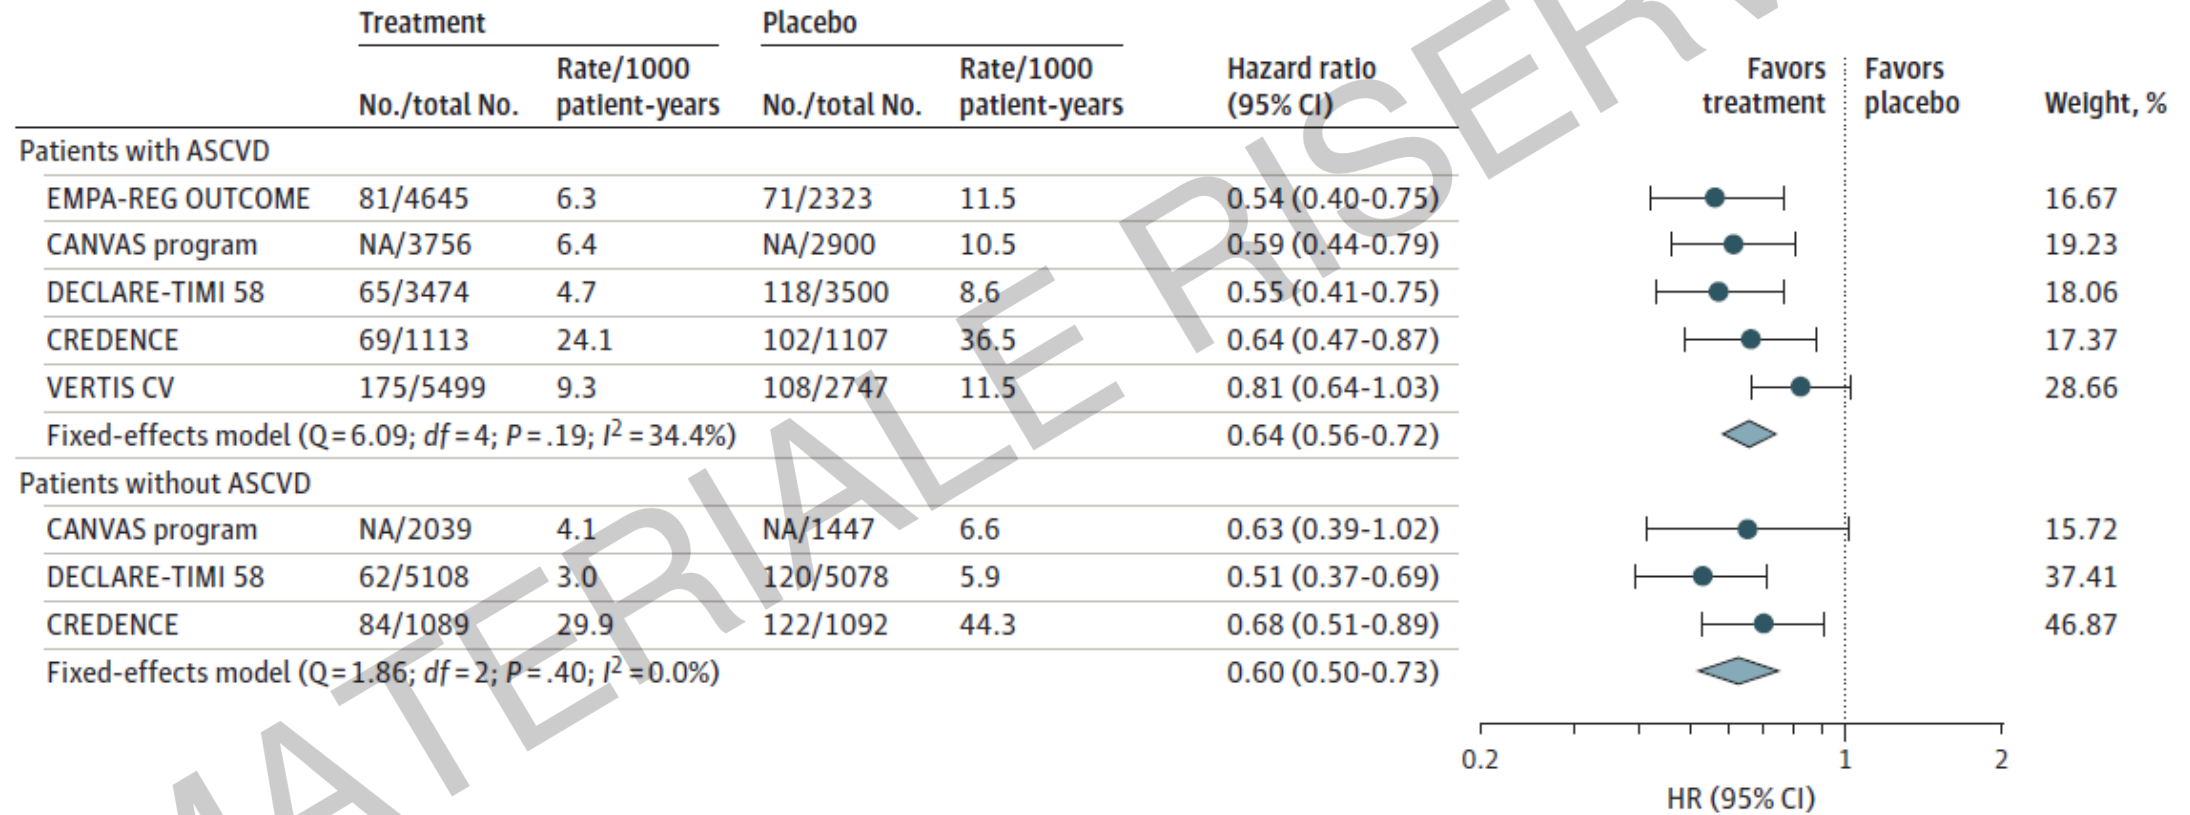 Treatment Placebo
Rate/1000 Rate/1000 Hazard ratio Favors Favors
No./total No. patient-years No./total No. patient-years (95% CI) treatment placebo Weight, %
Patients with ASCVD
EMPA-REG OUTCOME 81/4645 6.3 71/2323 11.5 0.54 (0.40-0.75) 16.67
CANVAS program NA/3756 6.4 NA/2900 10.5 0.59 (0.44-0.79) 19.23
DECLARE-TIMI 58 65/3474 4.7 118/3500 8.6 0.55 (0.41-0.75) 18.06
CREDENCE 69/1113 24.1 102/1107 36.5 0.64 (0.47-0.87) 17.37
VERTIS CV 175/5499 9.3 108/2747 11.5 0.81 (0.64-1.03) 28.66
Fixed-effects model (Q=6.09; df=4; P=.19; I²=34.4%) 0.64 (0.56-0.72)
Patients without ASCVD
CANVAS program NA/2039 4.1 NA/1447 6.6 0.63 (0.39-1.02) 15.72
DECLARE-TIMI 58 62/5108 3.0 120/5078 5.9 0.51 (0.37-0.69) 37.41
CREDENCE 84/1089 29.9 122/1092 44.3 0.68 (0.51-0.89) 46.87
Fixed-effects model (Q=1.86; df=2; P=.40; I²=0.0%) 0.60 (0.50-0.73)
0.2 1 2
HR (95% CI)
MATERIALE RISERV